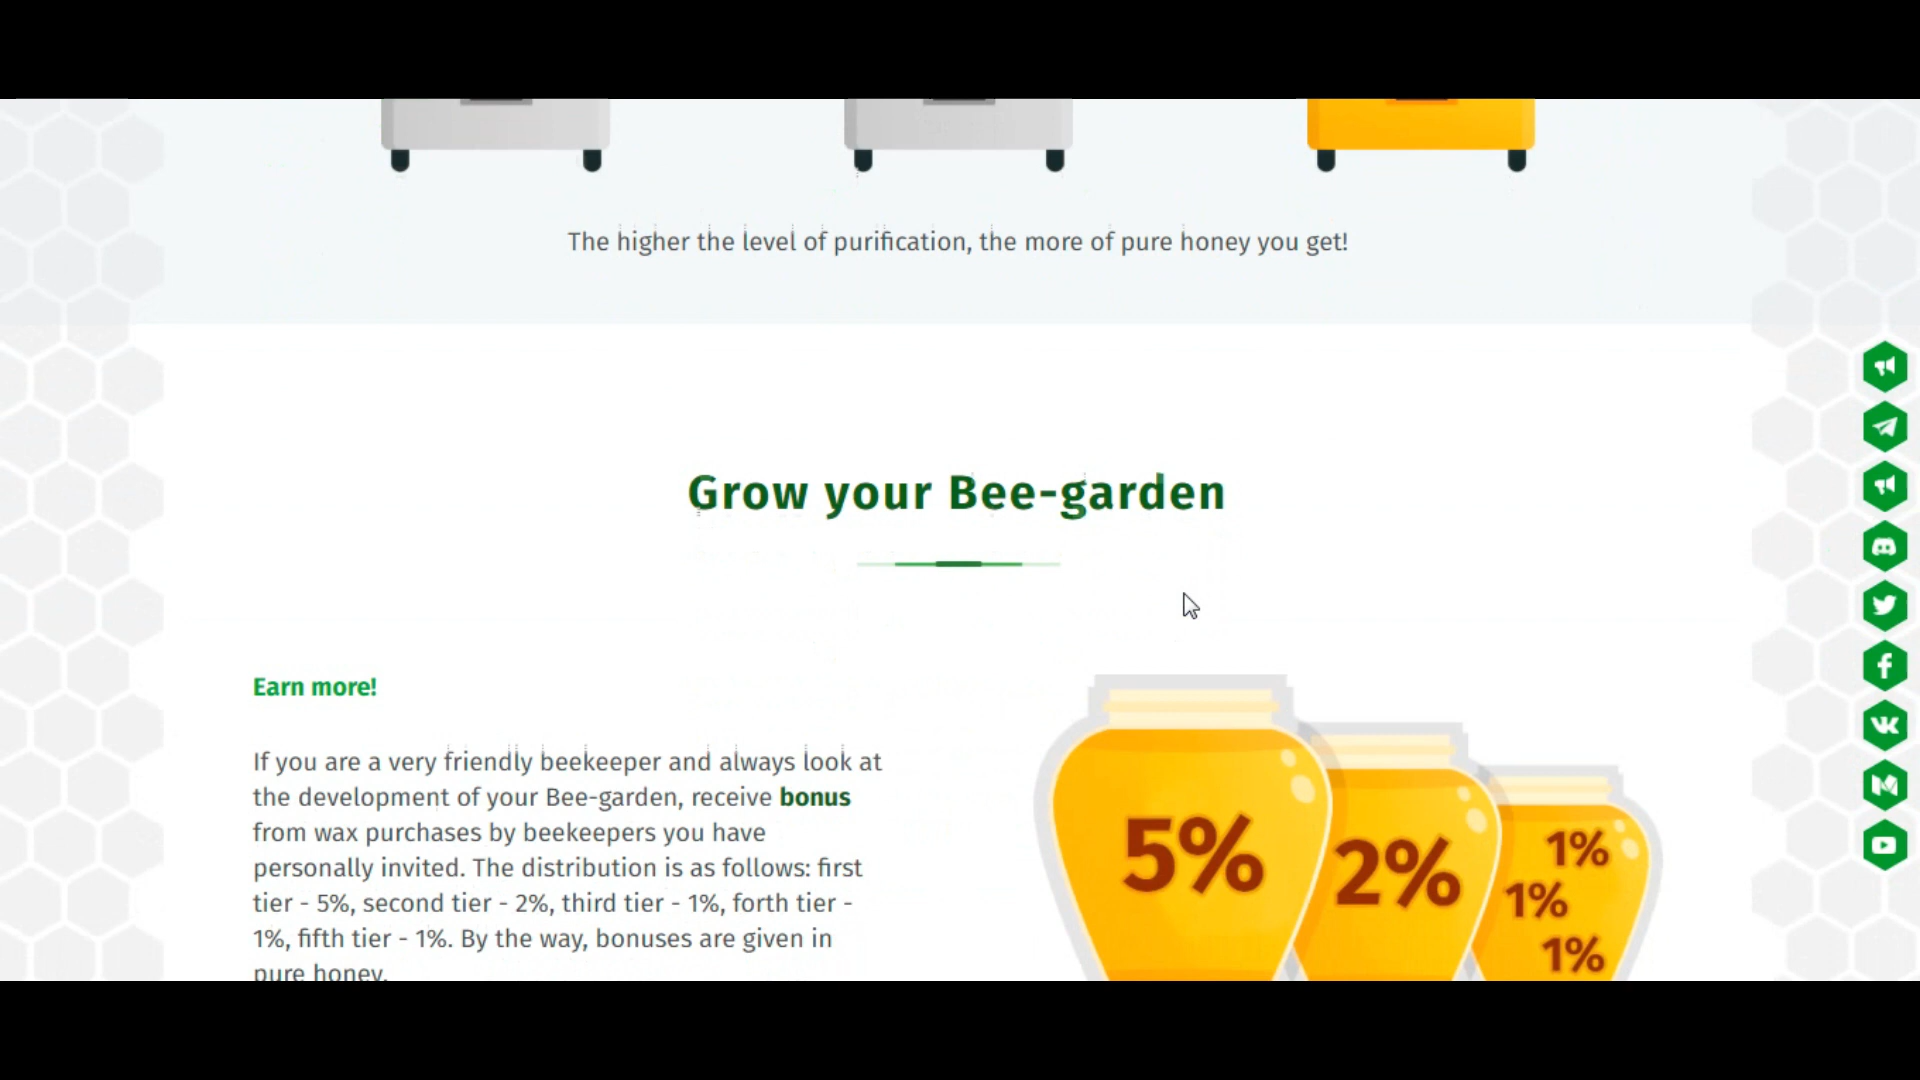 The higher the level of purification, the more of pure honey you get!
Grow your Bee-garden
Earn more!
If you are a very friendly beekeeper and always look at
the development of your Bee-garden, receive bonus
from wax purchases by beekeepers you have
personally invited. The distribution is as follows: first
tier - 5%, second tier - 2%, third tier - 1%, forth tier -
1%, fifth tier - 1%. By the way, bonuses are given in
pure honey.
5%
2%
1%
1%
1%